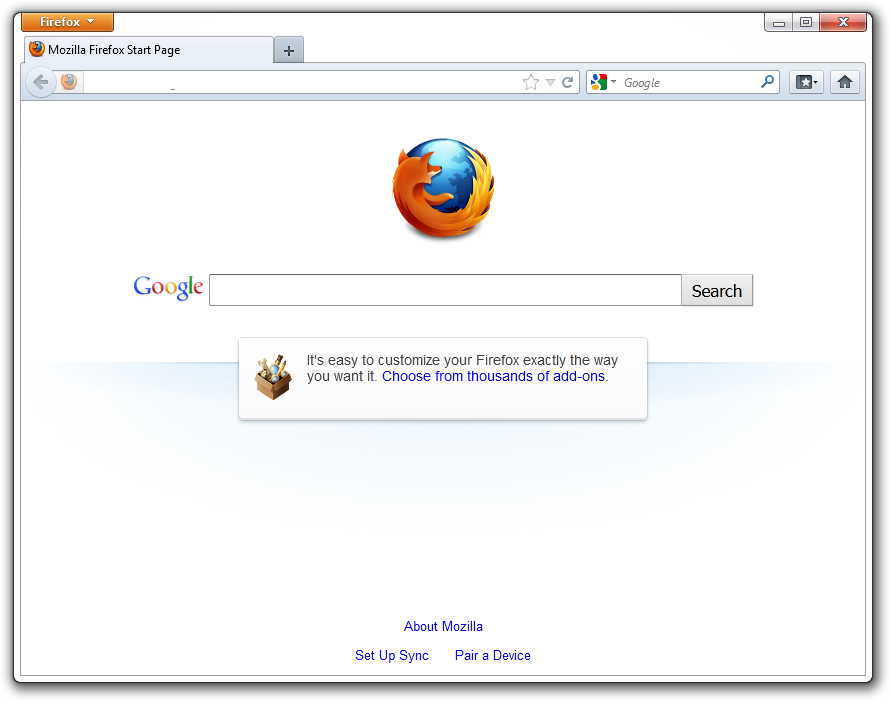 Firefox
Mozilla Firefox Start Page
Google
Google
Search
It's easy to customize your Firefox exactly the way
you want it. Choose from thousands of add-ons.
About Mozilla
Set Up Sync Pair a Device